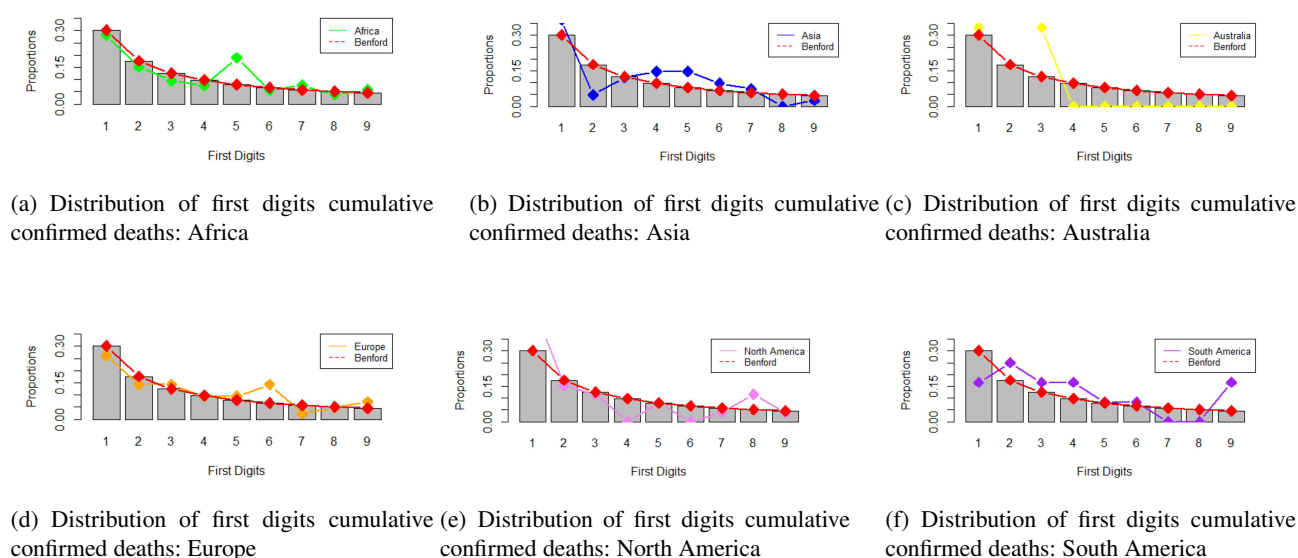 Proportions
0.00 0.15 0.30
Africa
Benford
1 2 3 4 5 6 7 8 9
First Digits
(a) Distribution of first digits cumulative
confirmed deaths: Africa
Proportions
0.00 0.15 0.30
Asia
Benford
1 2 3 4 5 6 7 8 9
First Digits
(b) Distribution of first digits cumulative
confirmed deaths: Asia
Proportions
0.00 0.15 0.30
Australia
Benford
1 2 3 4 5 6 7 8 9
First Digits
(c) Distribution of first digits cumulative
confirmed deaths: Australia
Proportions
0.00 0.15 0.30
Europe
Benford
1 2 3 4 5 6 7 8 9
First Digits
(d) Distribution of first digits cumulative
confirmed deaths: Europe
Proportions
0.00 0.15 0.30
North America
Benford
1 2 3 4 5 6 7 8 9
First Digits
(e) Distribution of first digits cumulative
confirmed deaths: North America
Proportions
0.00 0.15 0.30
South America
Benford
1 2 3 4 5 6 7 8 9
First Digits
(f) Distribution of first digits cumulative
confirmed deaths: South America